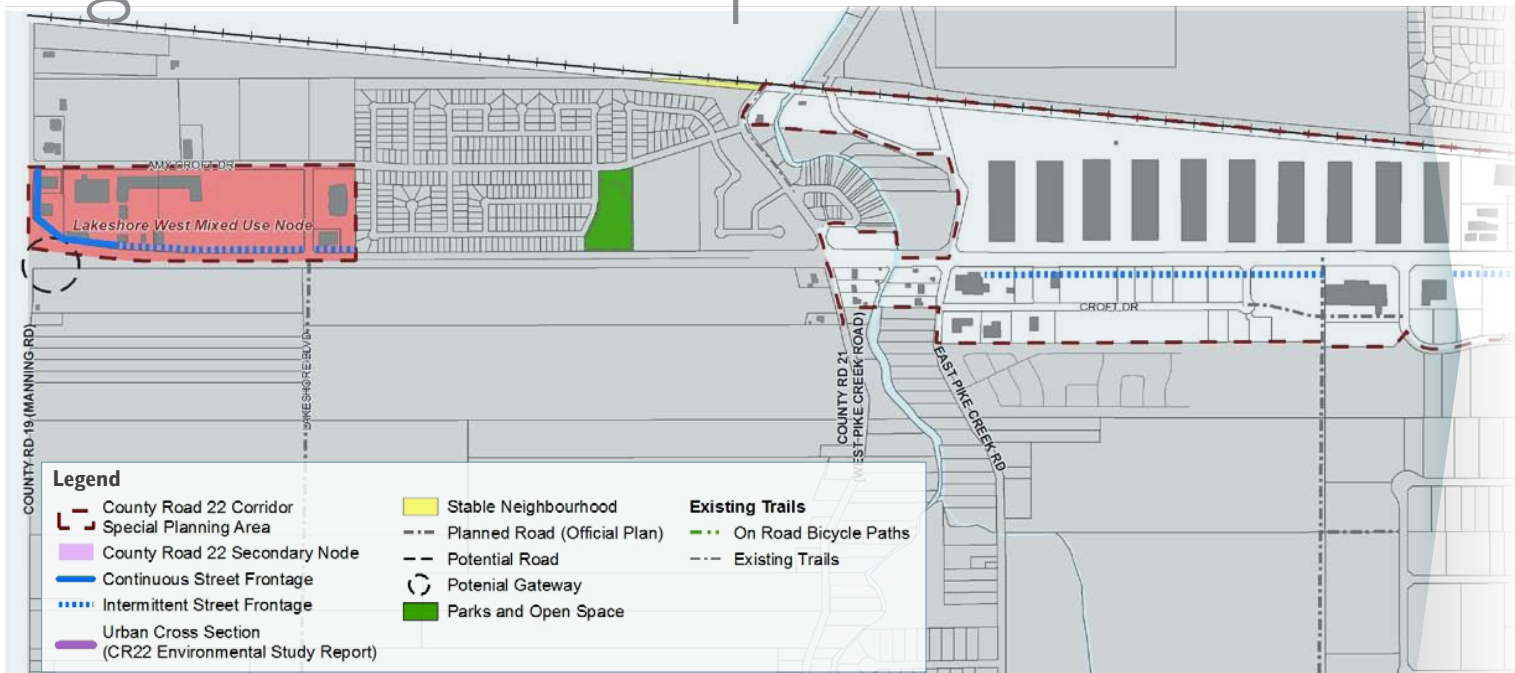 AMY CROFT DR
Lakeshore West Mixed Use Node
CROFT DR
COUNTY RD 19 (MANNING RD)
LAKESHORE BLVD
COUNTY RD 21
(WEST PIKE CREEK ROAD)
EAST PIKE CREEK RD
Legend
County Road 22 Corridor
Special Planning Area
County Road 22 Secondary Node
Continuous Street Frontage
Intermittent Street Frontage
Urban Cross Section
(CR22 Environmental Study Report)
Stable Neighbourhood
Planned Road (Official Plan)
Potential Road
Potenial Gateway
Parks and Open Space
Existing Trails
On Road Bicycle Paths
Existing Trails